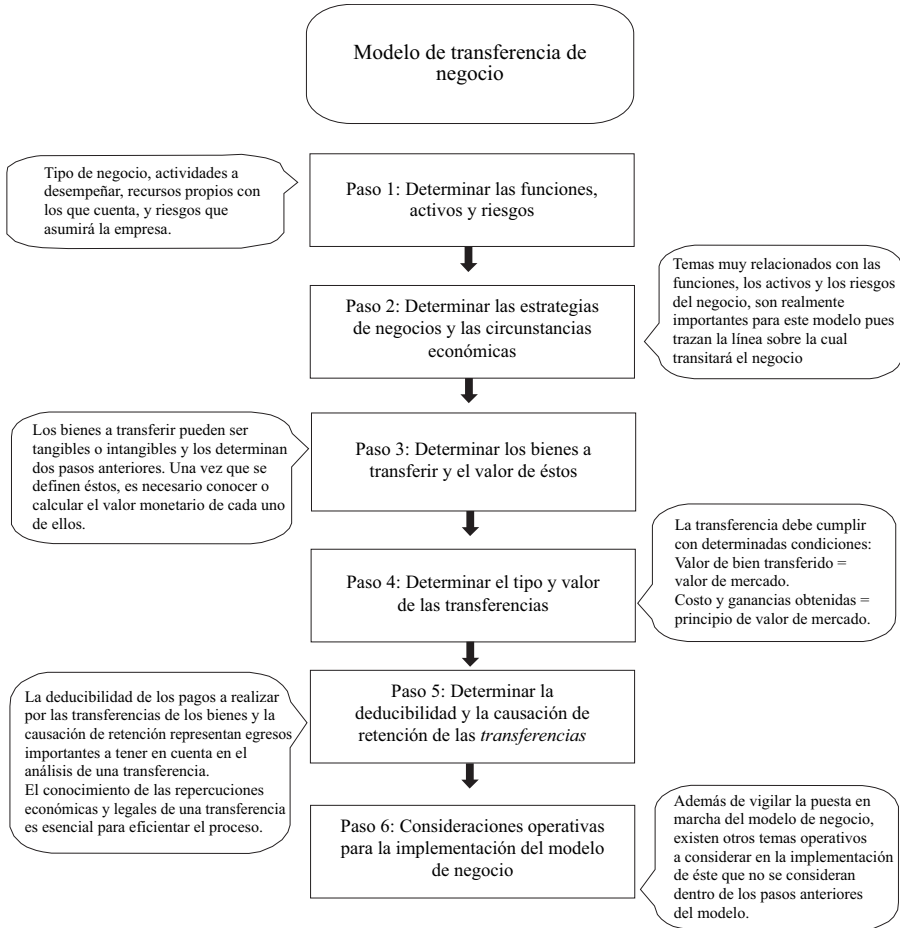 Modelo de transferencia de
negocio
Tipo de negocio, actividades a
desempeñar, recursos propios con
los que cuenta, y riesgos que
asumirá la empresa.
Paso 1: Determinar las funciones,
activos y riesgos
Paso 2: Determinar las estrategias
de negocios y las circunstancias
económicas
Temas muy relacionados con las
funciones, los activos y los riesgos
del negocio, son realmente
importantes para este modelo pues
trazan la línea sobre la cual
transitará el negocio
Los bienes a transferir pueden ser
tangibles o intangibles y los determinan
dos pasos anteriores. Una vez que se
definen éstos, es necesario conocer o
calcular el valor monetario de cada uno
de ellos.
Paso 3: Determinar los bienes a
transferir y el valor de éstos
Paso 4: Determinar el tipo y valor
de las transferencias
La transferencia debe cumplir
con determinadas condiciones:
Valor de bien transferido =
valor de mercado.
Costo y ganancias obtenidas =
principio de valor de mercado.
La deducibilidad de los pagos a realizar
por las transferencias de los bienes y la
causación de retención representan egresos
importantes a tener en cuenta en el
análisis de una transferencia.
El conocimiento de las repercuciones
económicas y legales de una transferencia
es esencial para eficientar el proceso.
Paso 5: Determinar la
deducibilidad y la causación de
retención de las transferencias
Paso 6: Consideraciones operativas
para la implementación del modelo
de negocio
Además de vigilar la puesta en
marcha del modelo de negocio,
existen otros temas operativos
a considerar en la implementación
de éste que no se consideran
dentro de los pasos anteriores
del modelo.